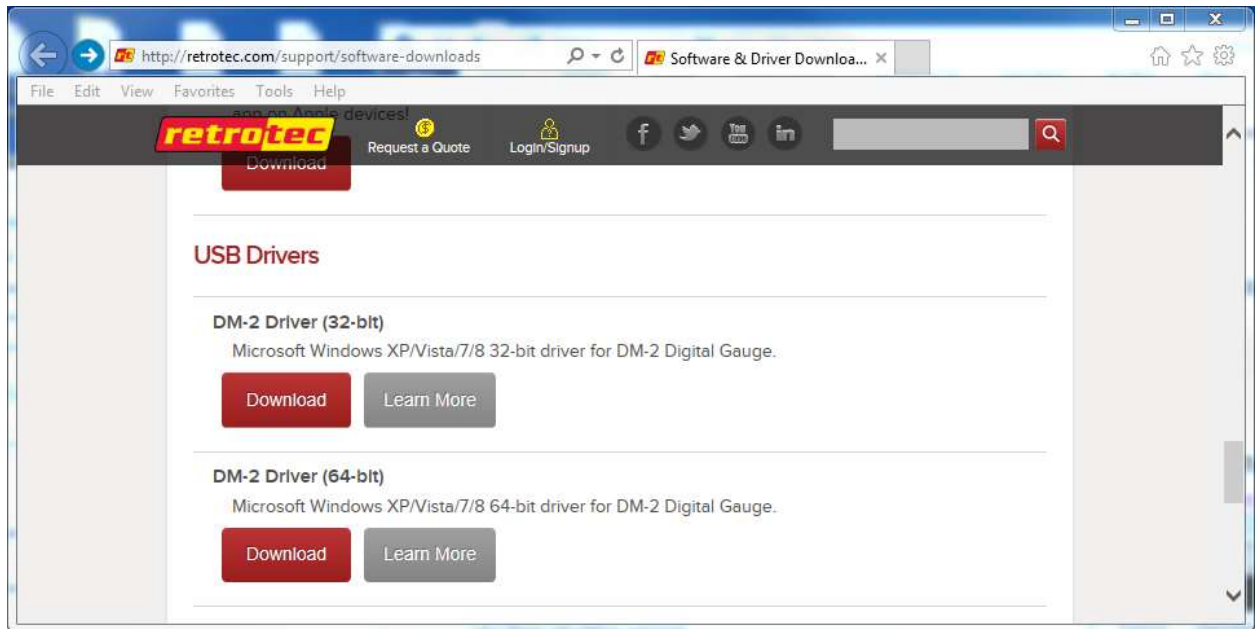 http://retrotec.com/support/software-downloads
Software & Driver Downloa...
File Edit View Favorites Tools Help
app on Apple devices!
retrotec
Request a Quote
Login/Signup
You Tube
Download
USB Drivers
DM-2 Driver (32-bit)
Microsoft Windows XP/Vista/7/8 32-bit driver for DM-2 Digital Gauge.
Download Learn More
DM-2 Driver (64-bit)
Microsoft Windows XP/Vista/7/8 64-bit driver for DM-2 Digital Gauge.
Download Learn More